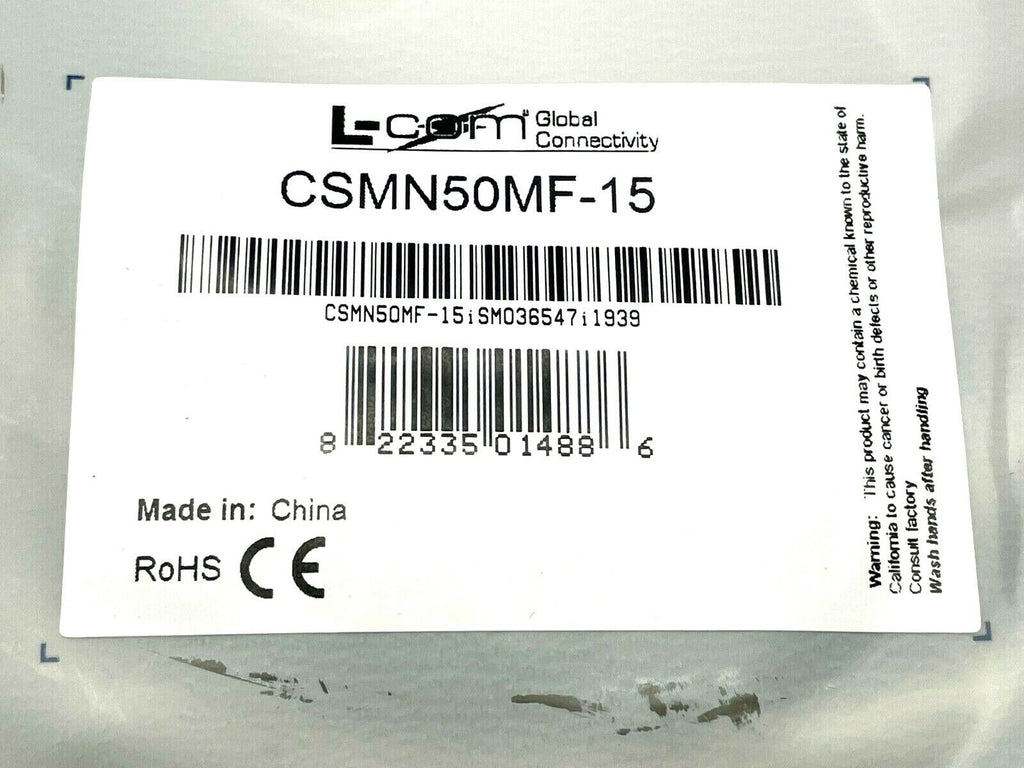 L-com Global
Connectivity
CSMN50MF-15
CSMN50MF-15iSM036547i1939
8 22335 01488 6
Made in: China
RoHS CE
Warning: This product may contain a chemical known to the state of
California to cause cancer or birth defects or other reproductive harm.
Consult factory
Wash hands after handling